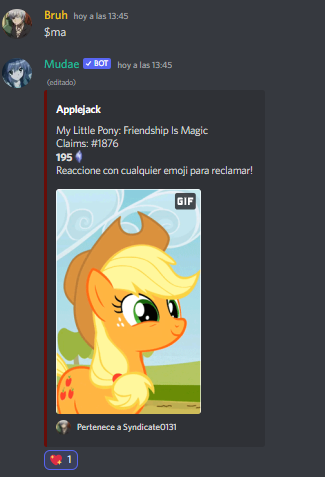 Bruh hoy a las 13:45
$ma
Mudae ✓ BOT hoy a las 13:45
(editado)
Applejack
My Little Pony: Friendship Is Magic
Claims: #1876
195
Reaccione con cualquier emoji para reclamar!
GIF
Pertenece a Syndicate0131
1